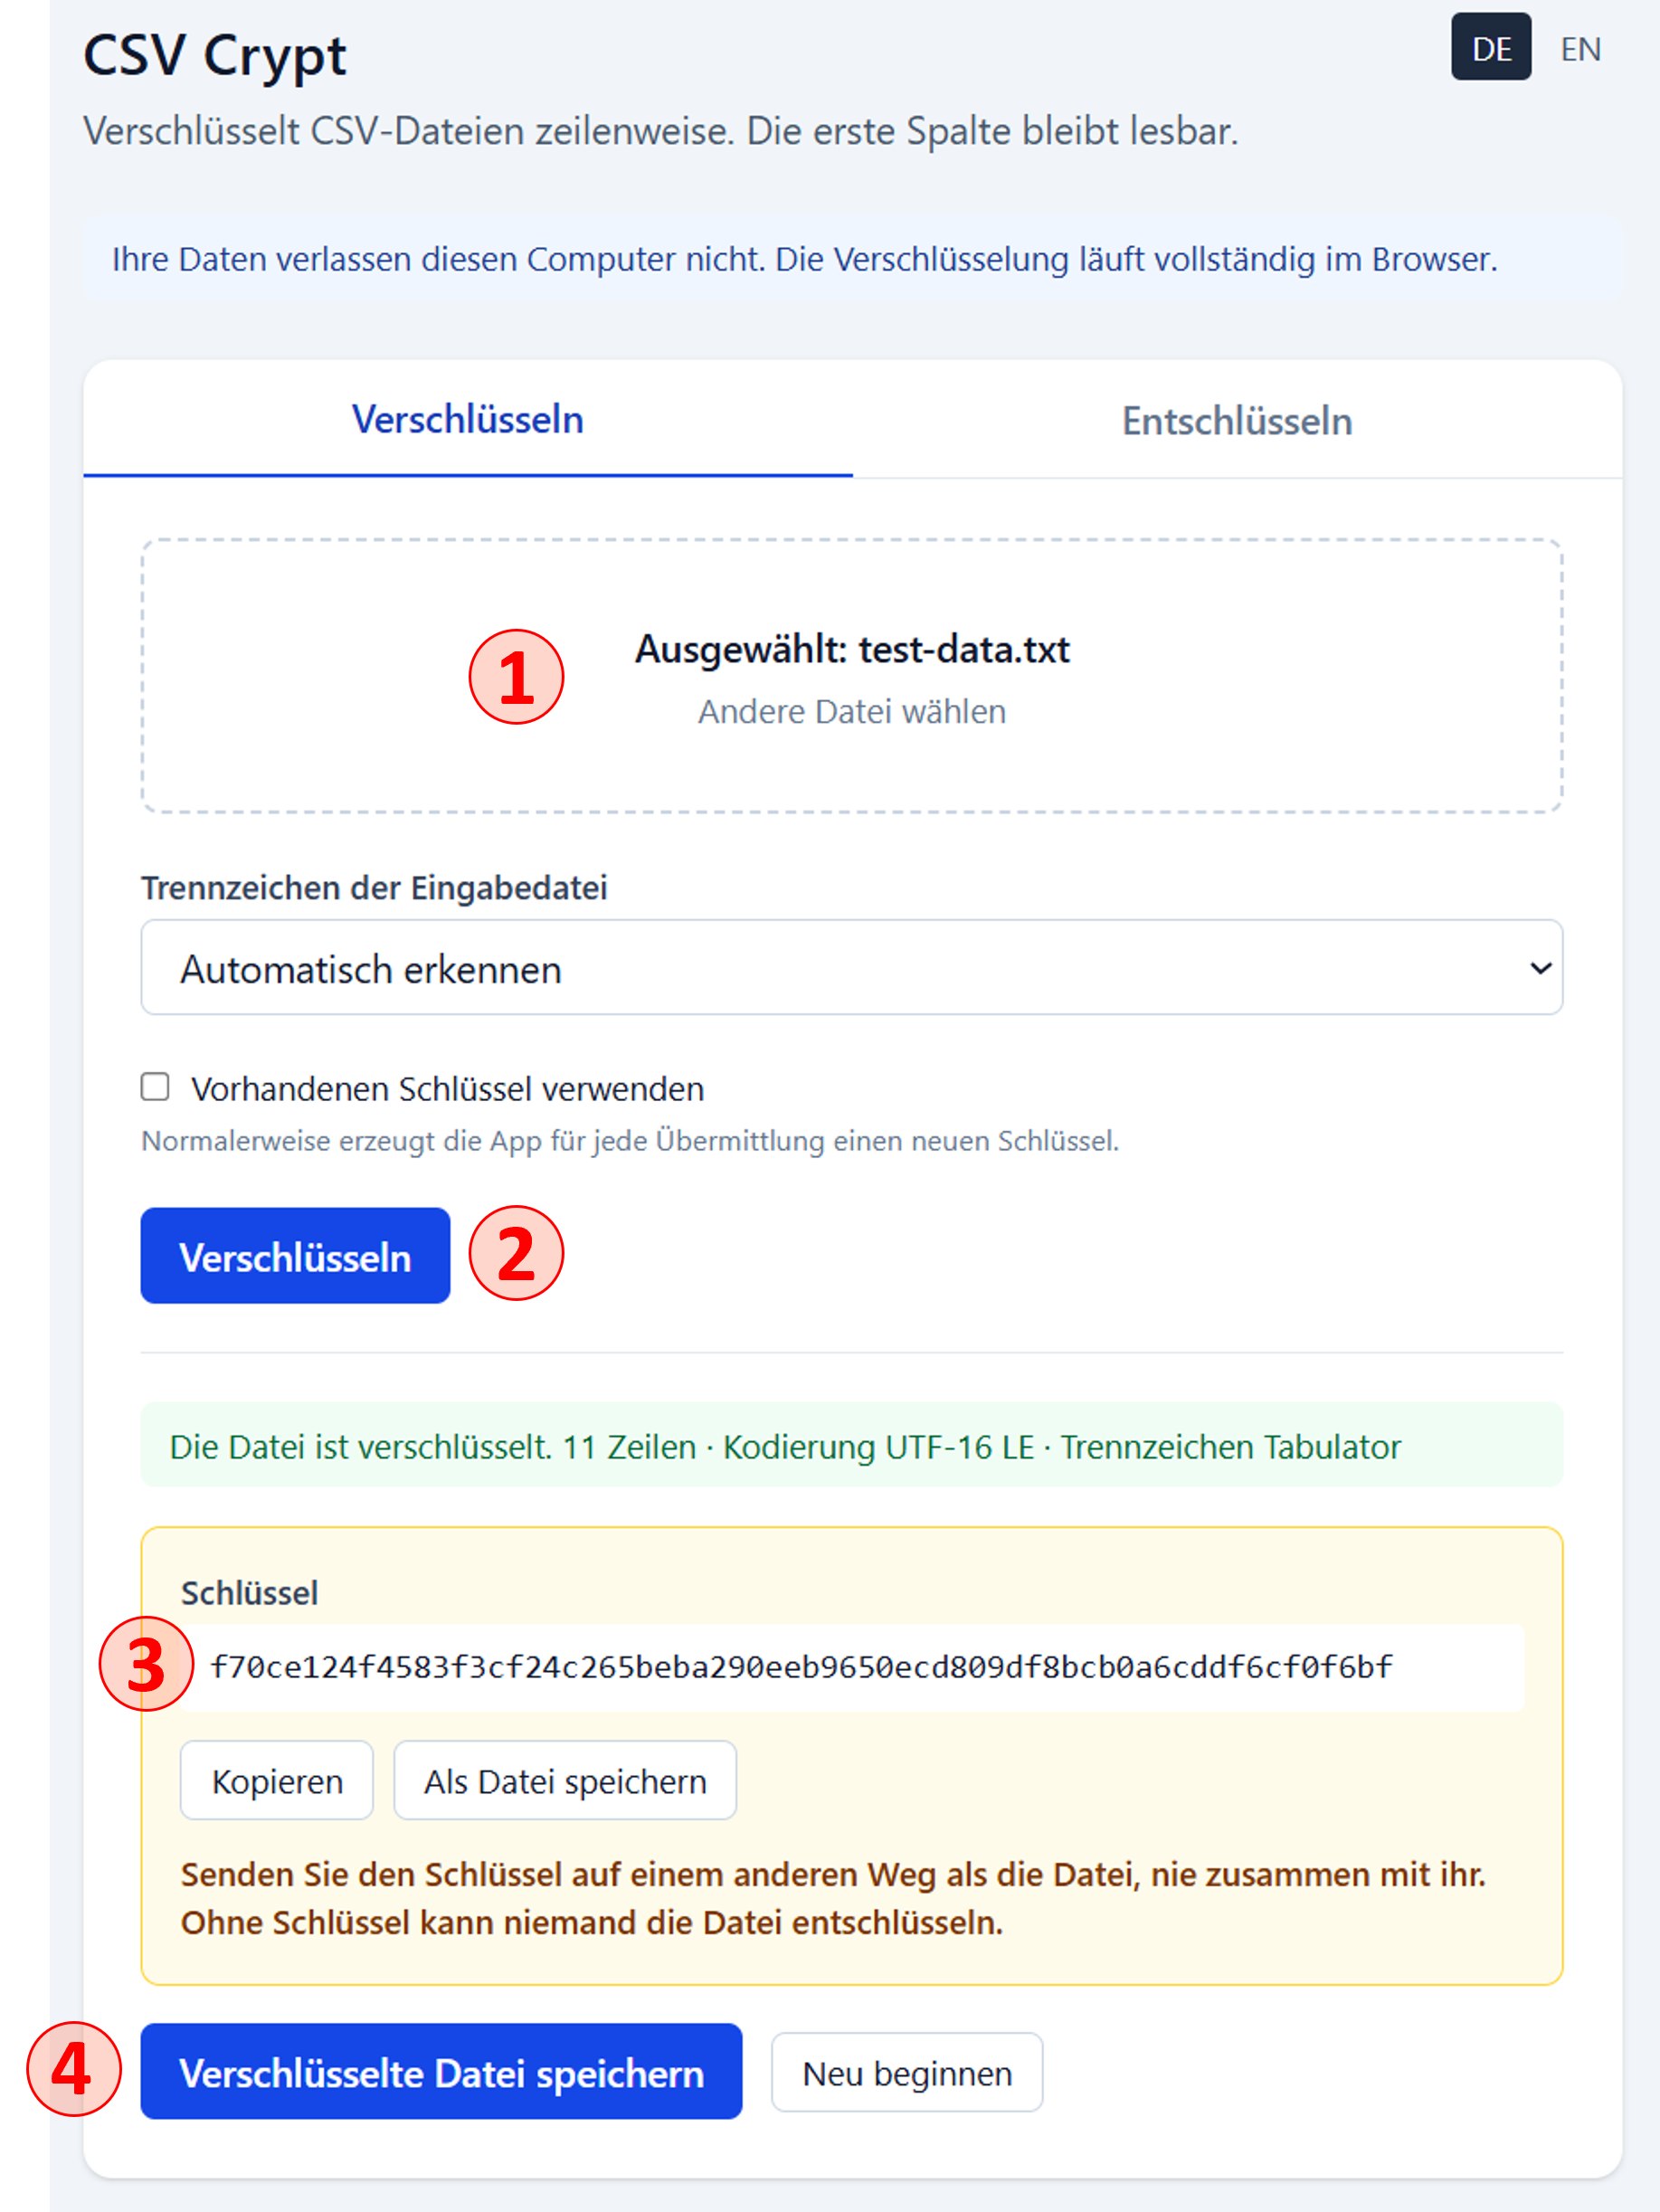 CSV Crypt
DE EN
Verschlüsselt CSV-Dateien zeilenweise. Die erste Spalte bleibt lesbar.
Ihre Daten verlassen diesen Computer nicht. Die Verschlüsselung läuft vollständig im Browser.
Verschlüsseln Entschlüsseln
1 Ausgewählt: test-data.txt
Andere Datei wählen
Trennzeichen der Eingabedatei
Automatisch erkennen
Vorhandenen Schlüssel verwenden
Normalerweise erzeugt die App für jede Übermittlung einen neuen Schlüssel.
Verschlüsseln 2
Die Datei ist verschlüsselt. 11 Zeilen · Kodierung UTF-16 LE · Trennzeichen Tabulator
Schlüssel
3 f70ce124f4583f3cf24c265beba290eeb9650ecd809df8bcb0a6cddf6cf0f6bf
Kopieren Als Datei speichern
Senden Sie den Schlüssel auf einem anderen Weg als die Datei, nie zusammen mit ihr.
Ohne Schlüssel kann niemand die Datei entschlüsseln.
4 Verschlüsselte Datei speichern Neu beginnen